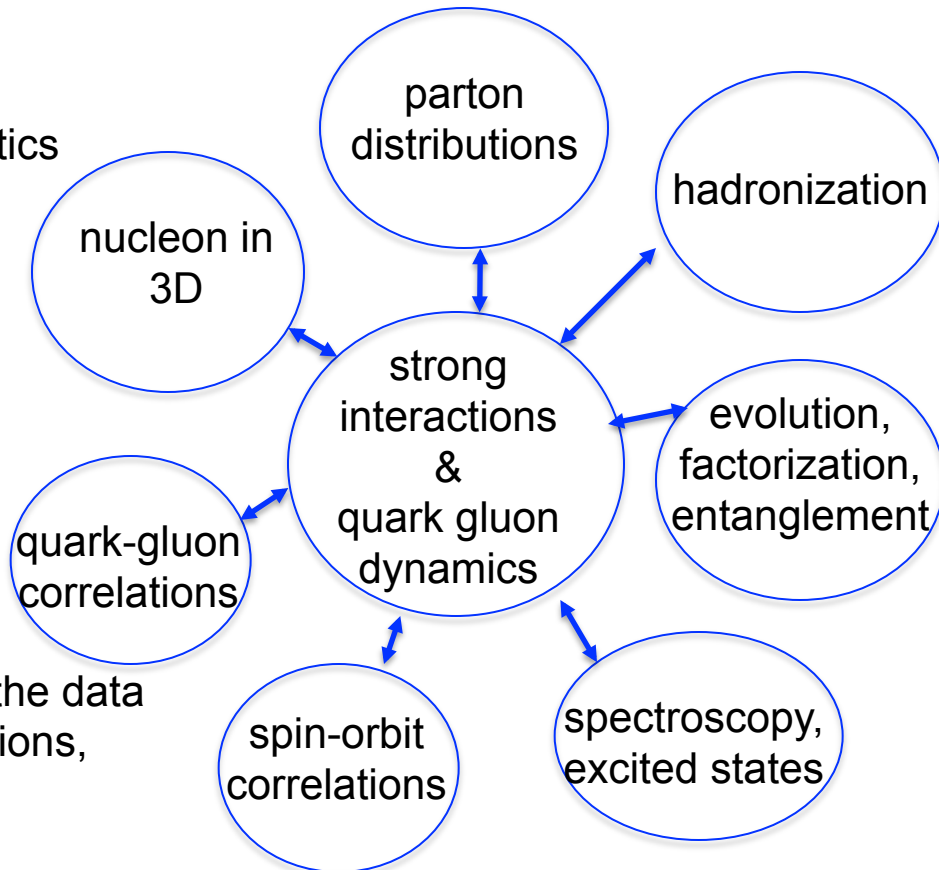 parton
distributions
tics
hadronization
nucleon in
3D
strong
interactions
&
quark gluon
dynamics
evolution,
factorization,
entanglement
quark-gluon
correlations
the data
tions,
spin-orbit
correlations
spectroscopy,
excited states